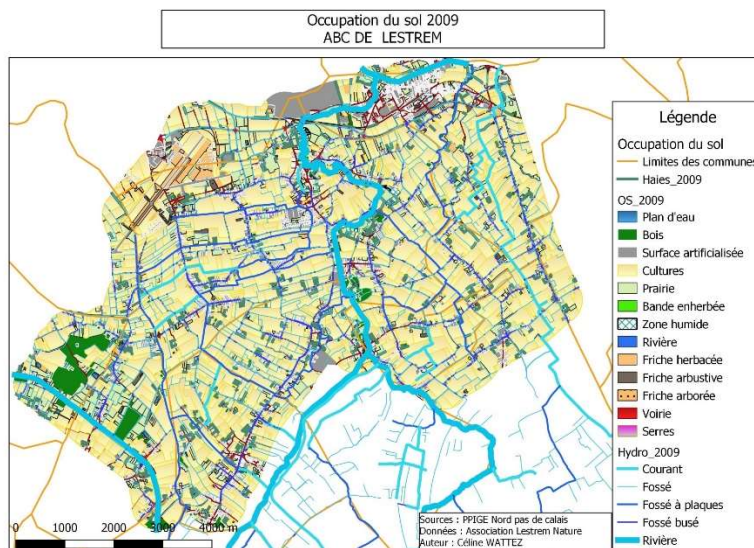 Occupation du sol 2009
ABC DE LESTREM
Légende
Occupation du sol
Limites des communes
Haies_2009
OS_2009
Plan d'eau
Bois
Surface artificialisée
Cultures
Prairie
Bande enherbée
Zone humide
Rivière
Friche herbacée
Friche arbustive
Friche arborée
Voirie
Serres
Hydro_2009
Courant
Fossé
Fossé à plaques
Fossé busé
Rivière
0 1000 2000 3000 4000 m
Sources : PPIGE Nord pas de calais
Données : Association Lestrem Nature
Auteur : Céline WATTEZ